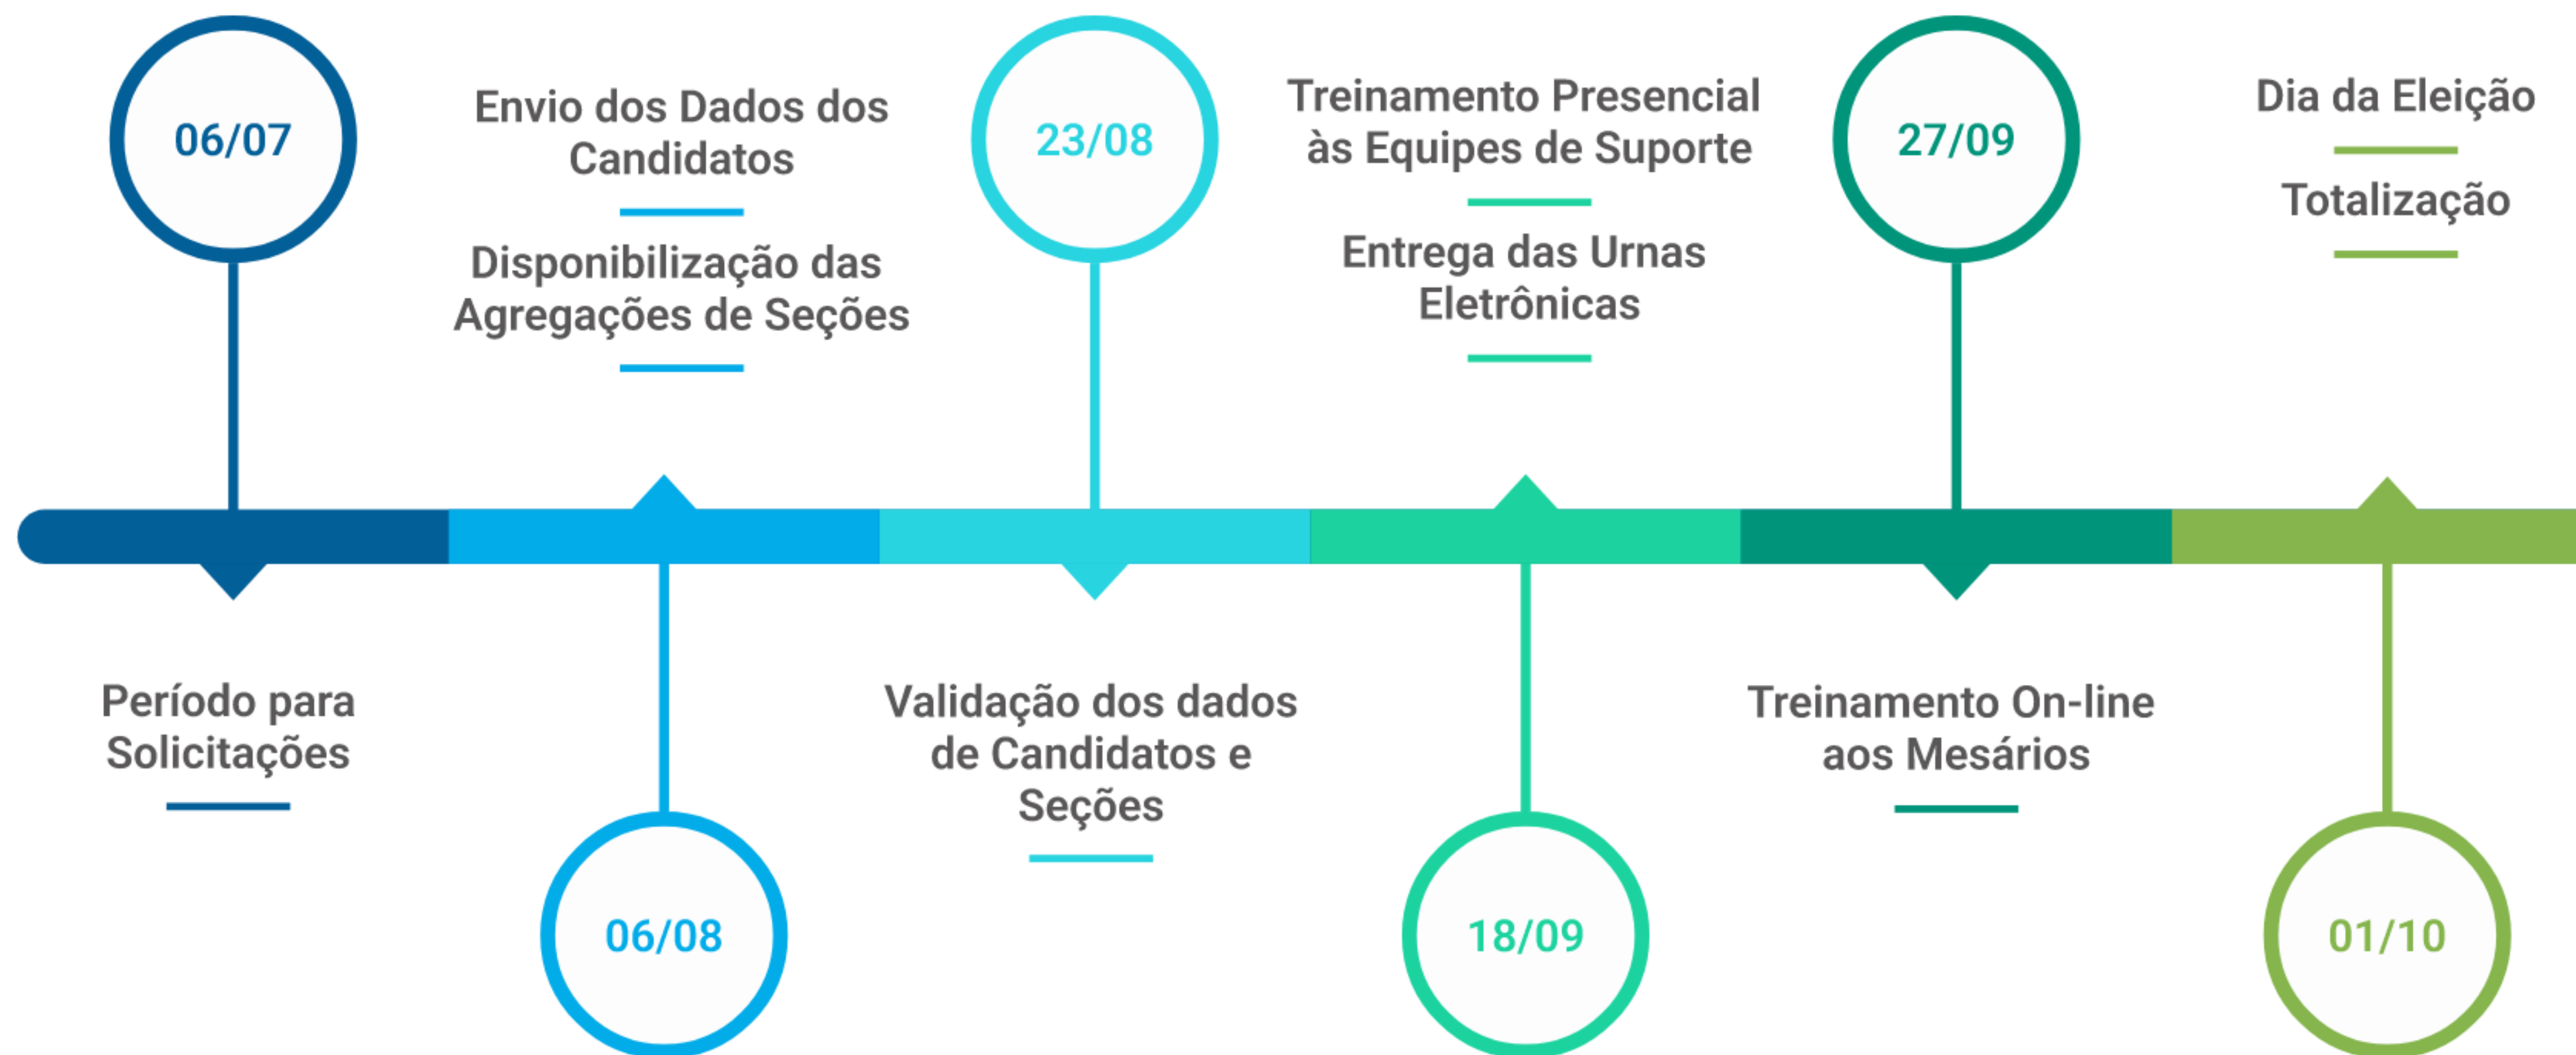 06/07
Período para
Solicitações
Envio dos Dados dos
Candidatos
Disponibilização das
Agregações de Seções
06/08
23/08
Validação dos dados
de Candidatos e
Seções
Treinamento Presencial
às Equipes de Suporte
Entrega das Urnas
Eletrônicas
18/09
27/09
Treinamento On-line
aos Mesários
Dia da Eleição
Totalização
01/10